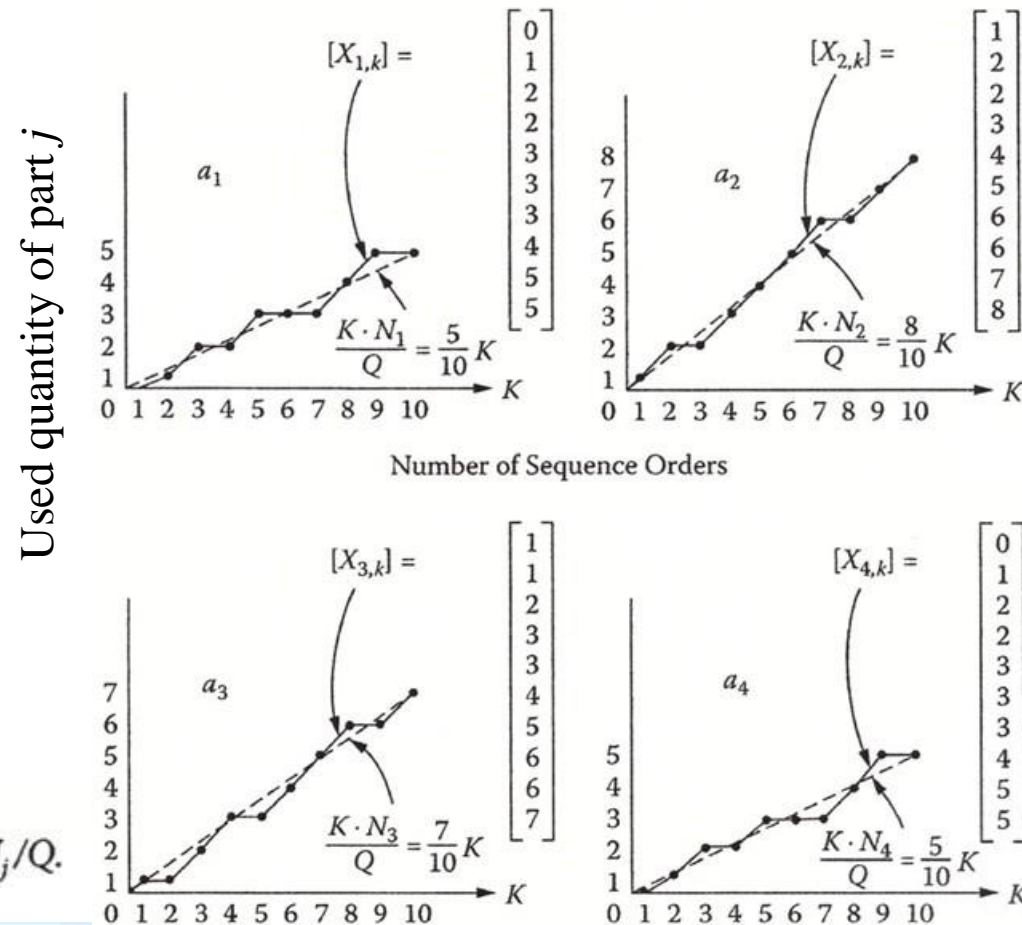 Used quantity of part j
[X1,k] =
0
1
2
2
3
3
3
4
5
5
a1
5
4
3
2
1
0 1 2 3 4 5 6 7 8 9 10
K
K · N1 / Q = 5/10 K
[X2,k] =
1
2
2
3
4
5
6
6
7
8
a2
8
7
6
5
4
3
2
1
0 1 2 3 4 5 6 7 8 9 10
K
K · N2 / Q = 8/10 K
Number of Sequence Orders
[X3,k] =
1
1
2
3
3
4
5
6
6
7
a3
7
6
5
4
3
2
1
0 1 2 3 4 5 6 7 8 9 10
K
K · N3 / Q = 7/10 K
[X4,k] =
0
1
2
2
3
3
3
4
5
5
a4
5
4
3
2
1
0 1 2 3 4 5 6 7 8 9 10
K
K · N4 / Q = 5/10 K
j/Q.